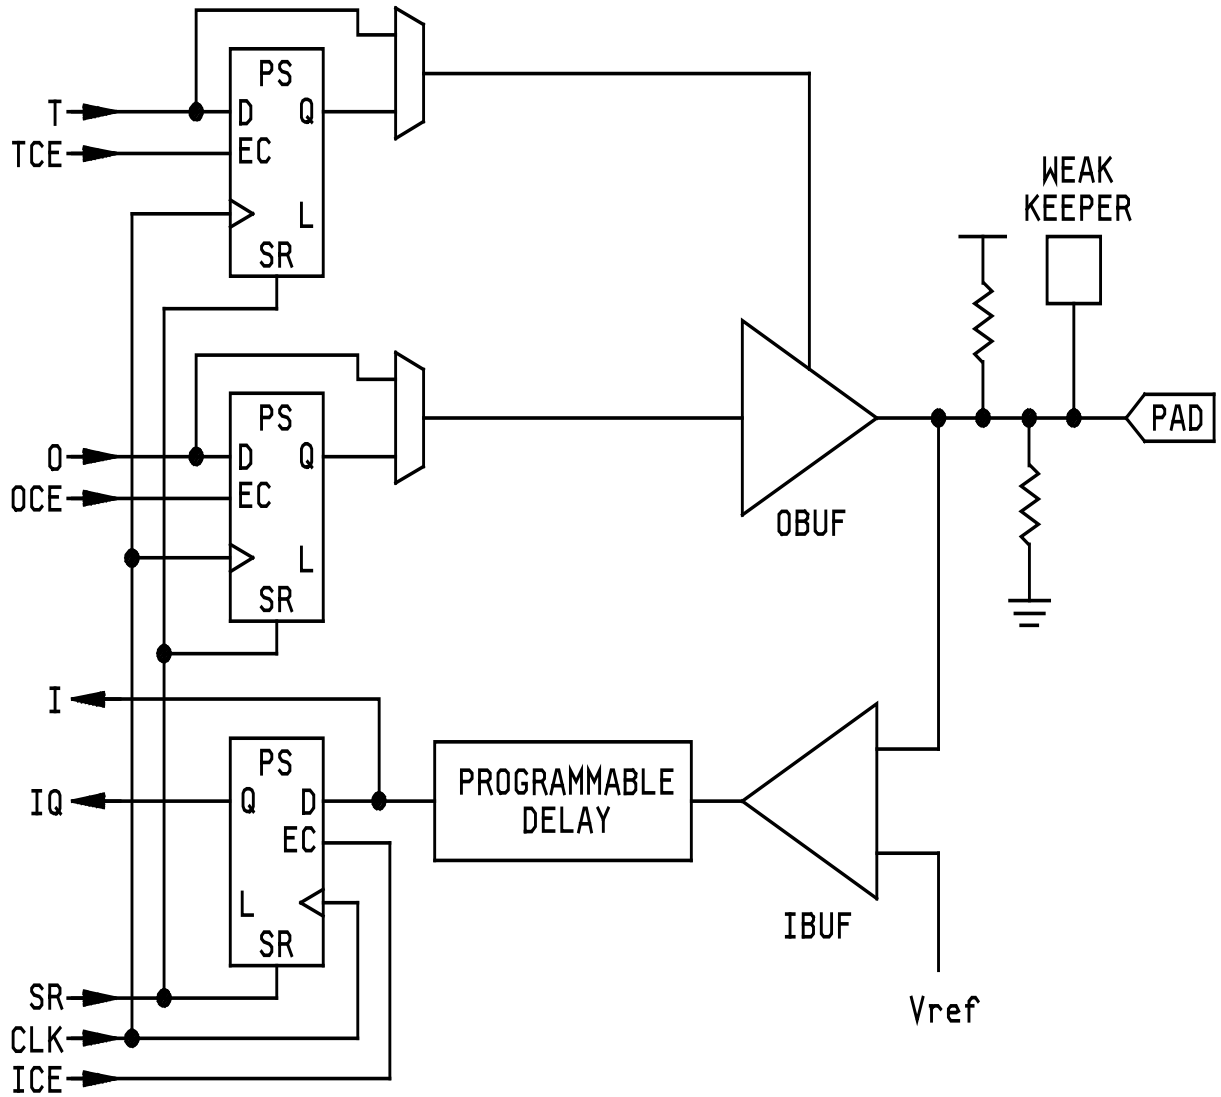 PS
T
D Q
TCE
EC
L
SR
WEAK
KEEPER
PS
PAD
O
D Q
OCE
EC
L
SR
OBUF
I
PS
IQ
Q D
EC
L
SR
PROGRAMMABLE
DELAY
IBUF
Vref
SR
CLK
ICE